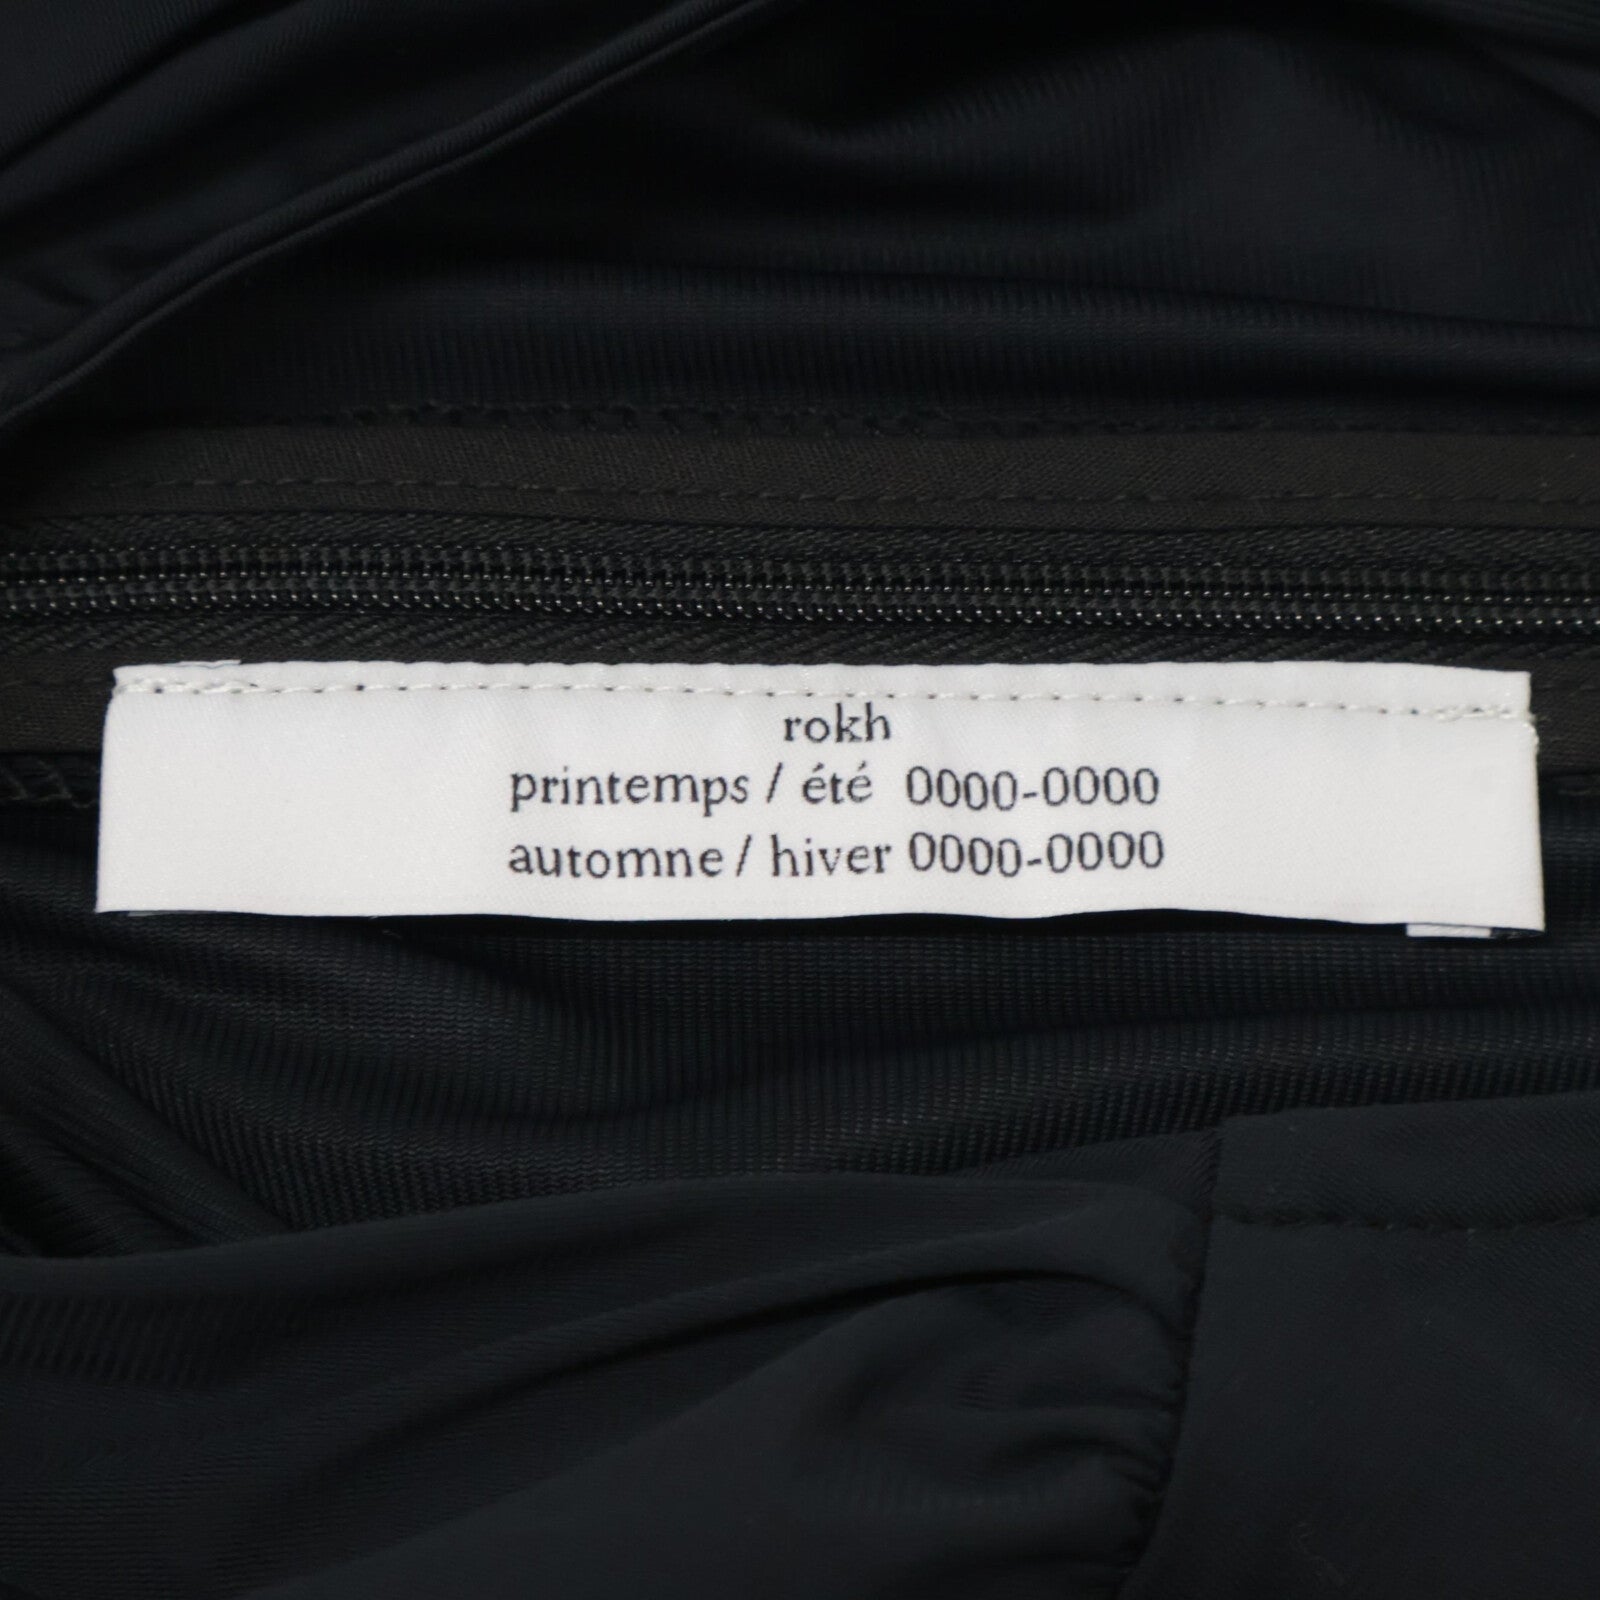 rokh
printemps / été 0000-0000
automne / hiver 0000-0000